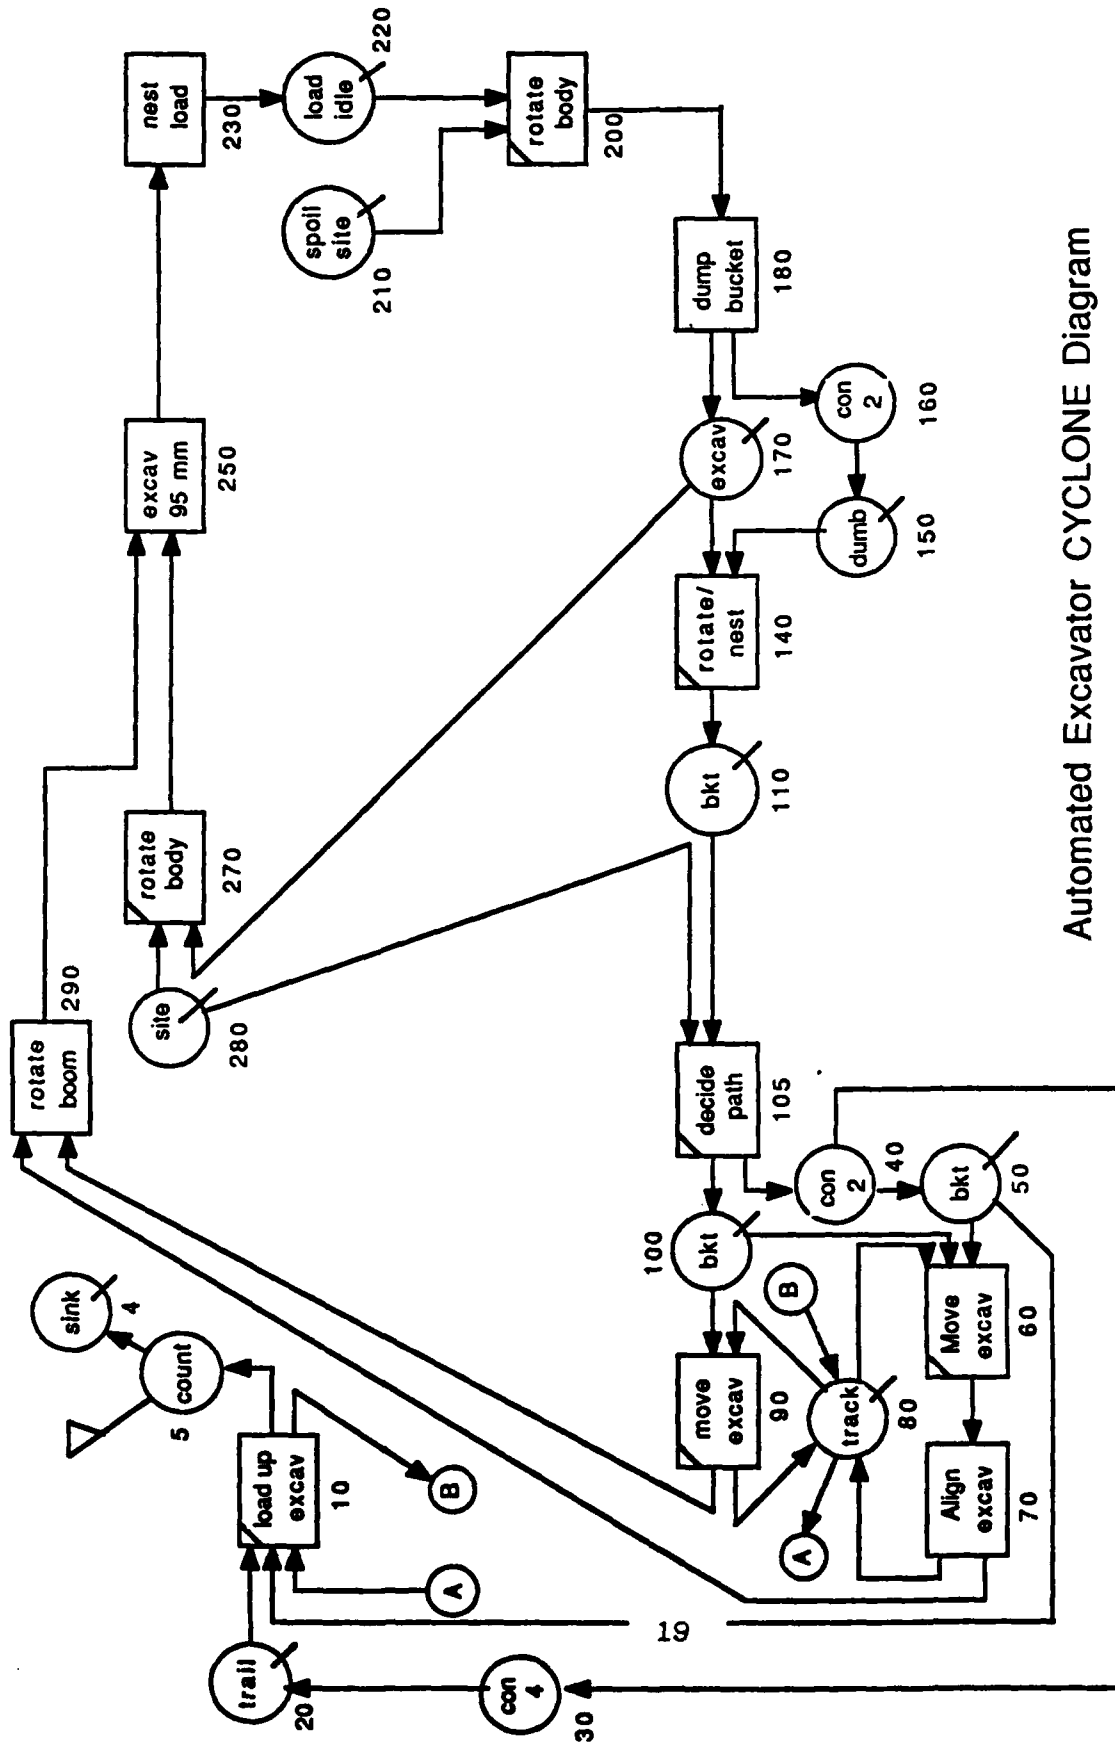 rotate
boom
290
sink
4
count
5
load up
excav
10
trail
20
A
B
con
4
30
site
280
rotate
body
270
excav
95 mm
250
nest
load
230
load
idle
220
spoil
site
210
rotate
body
200
dump
bucket
180
excav
170
con
2
160
dumb
150
rotate/
nest
140
bkt
110
decide
path
105
con
2
40
bkt
50
bkt
100
move
excav
90
B
track
80
A
Move
excav
60
Align
excav
70
19
Automated Excavator CYCLONE Diagram